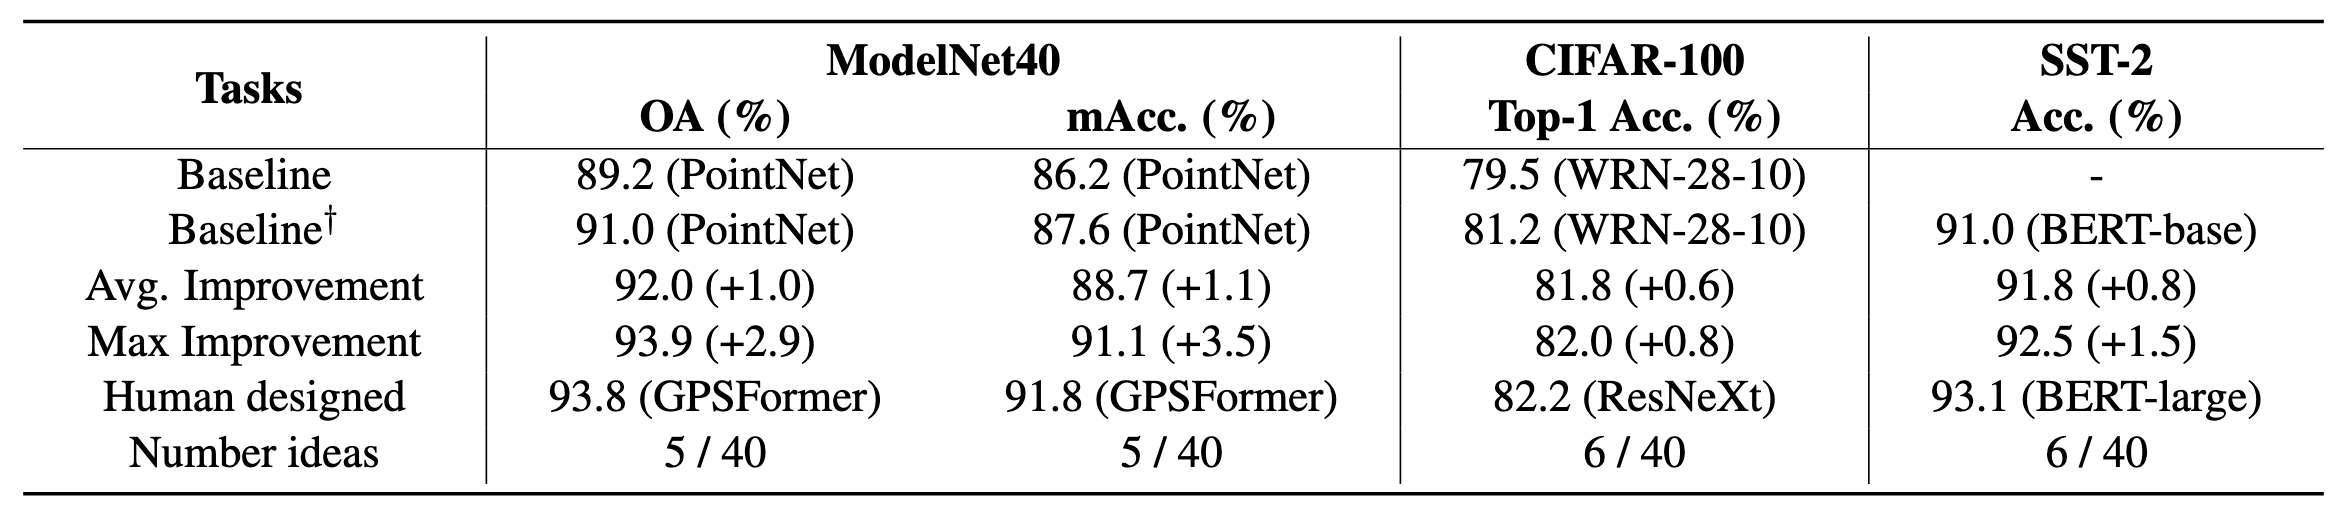 Tasks ModelNet40 CIFAR-100 SST-2
OA (%) mAcc. (%) Top-1 Acc. (%) Acc. (%)
Baseline 89.2 (PointNet) 86.2 (PointNet) 79.5 (WRN-28-10) -
Baseline† 91.0 (PointNet) 87.6 (PointNet) 81.2 (WRN-28-10) 91.0 (BERT-base)
Avg. Improvement 92.0 (+1.0) 88.7 (+1.1) 81.8 (+0.6) 91.8 (+0.8)
Max Improvement 93.9 (+2.9) 91.1 (+3.5) 82.0 (+0.8) 92.5 (+1.5)
Human designed 93.8 (GPSFormer) 91.8 (GPSFormer) 82.2 (ResNeXt) 93.1 (BERT-large)
Number ideas 5 / 40 5 / 40 6 / 40 6 / 40